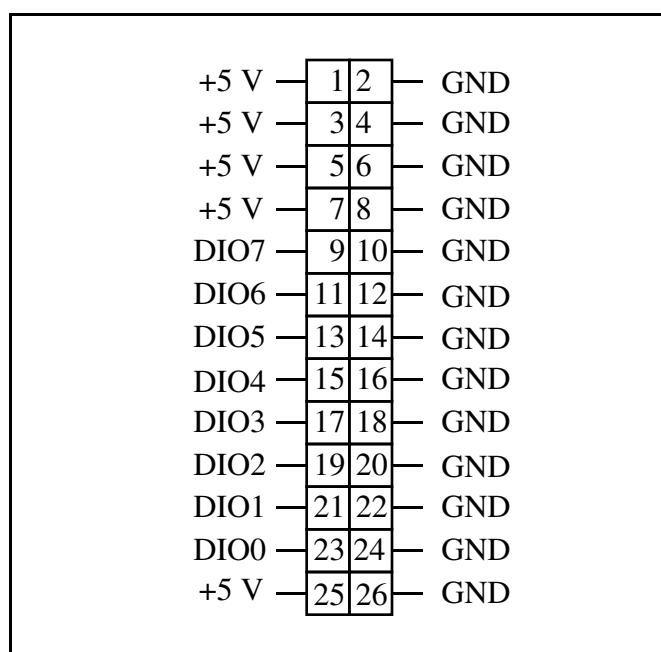 +5 V 1 2 GND
+5 V 3 4 GND
+5 V 5 6 GND
+5 V 7 8 GND
DIO7 9 10 GND
DIO6 11 12 GND
DIO5 13 14 GND
DIO4 15 16 GND
DIO3 17 18 GND
DIO2 19 20 GND
DIO1 21 22 GND
DIO0 23 24 GND
+5 V 25 26 GND